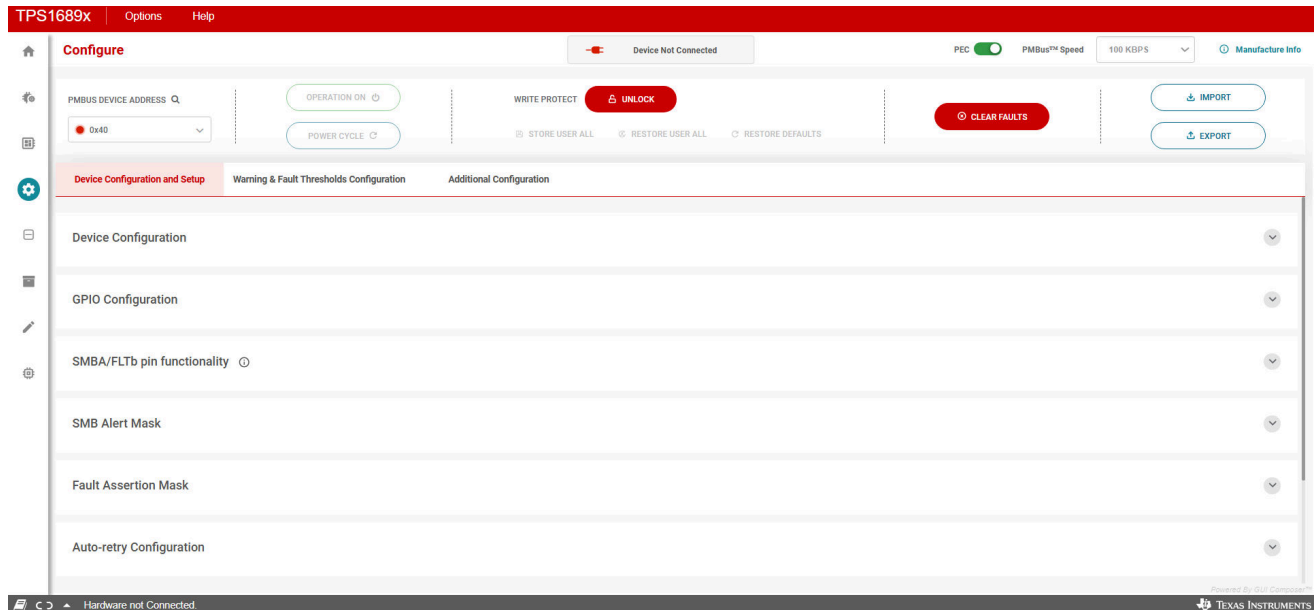 TPS1689x Options Help
Configure Device Not Connected PEC PMBus™ Speed 100 KBPS Manufacture Info
PMBUS DEVICE ADDRESS OPERATION ON WRITE PROTECT UNLOCK CLEAR FAULTS IMPORT
0x40 POWER CYCLE STORE USER ALL RESTORE USER ALL RESTORE DEFAULTS EXPORT
Device Configuration and Setup Warning & Fault Thresholds Configuration Additional Configuration
Device Configuration
GPIO Configuration
SMBA/FLTb pin functionality
SMB Alert Mask
Fault Assertion Mask
Auto-retry Configuration
Powered By GUI Composer™
Hardware not Connected. TEXAS INSTRUMENTS